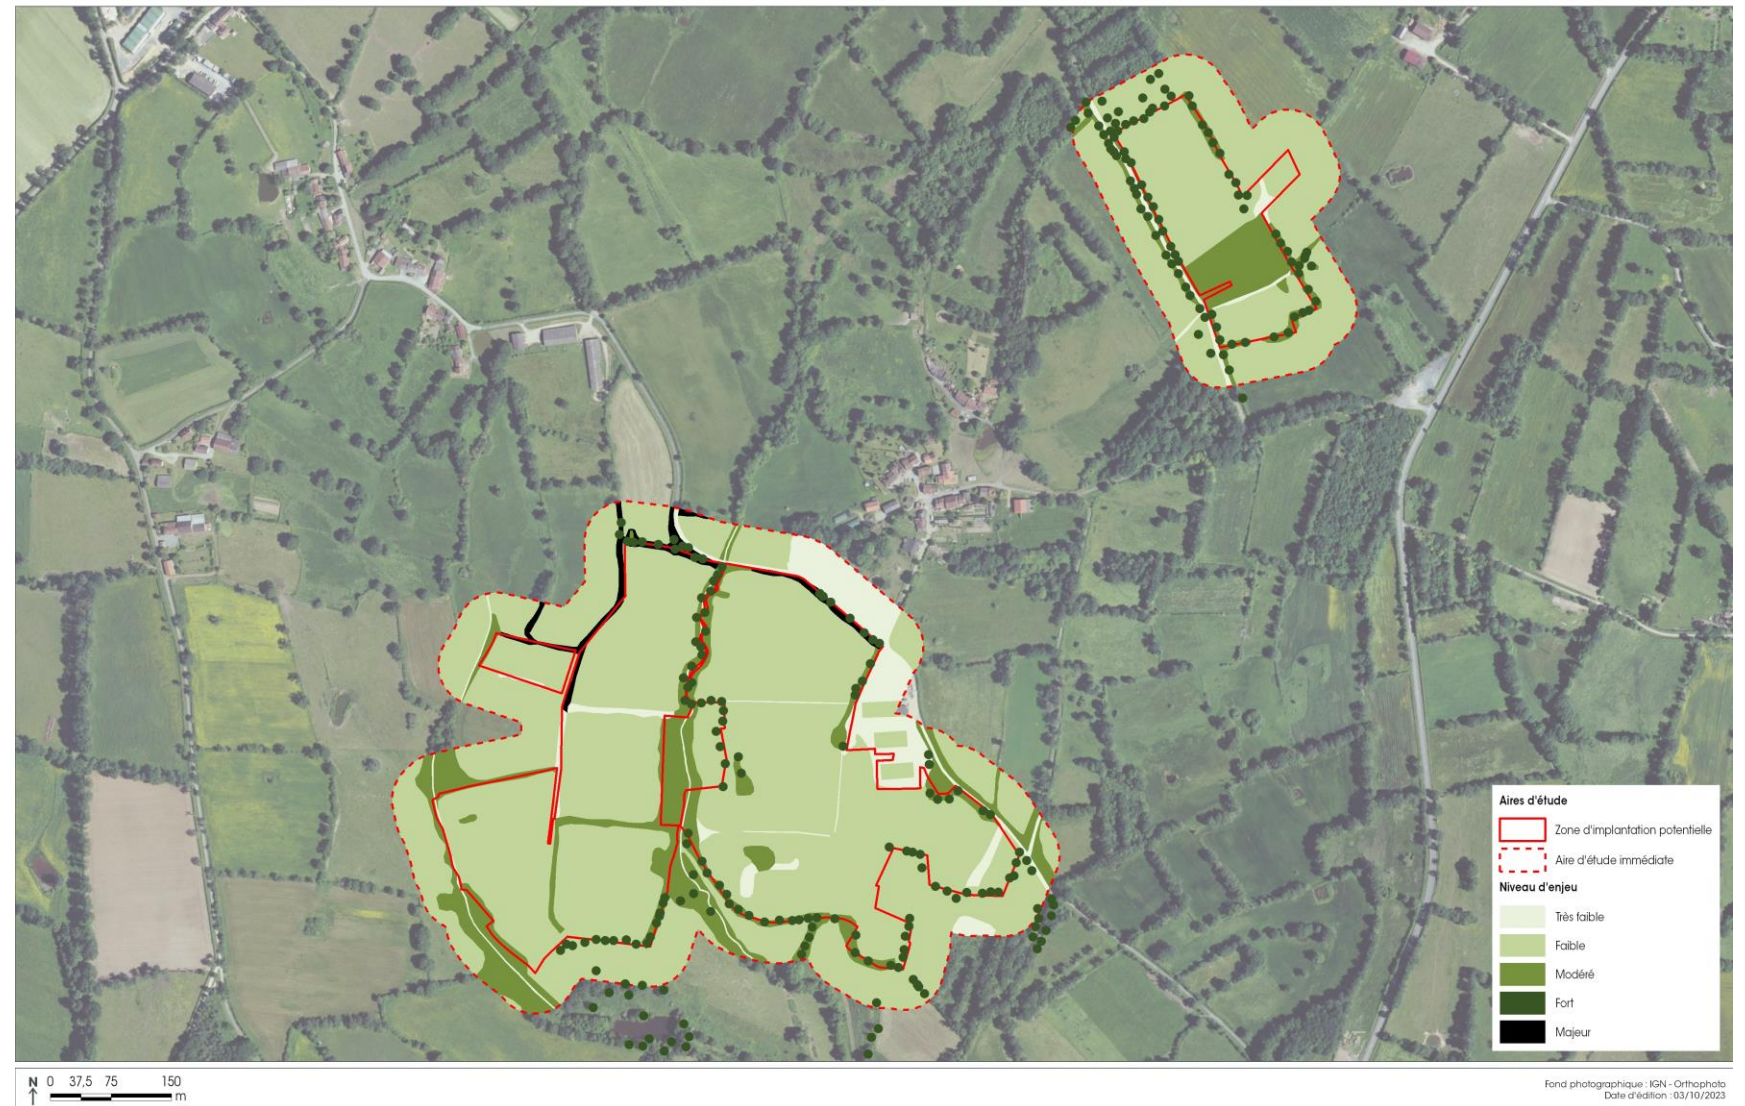 Aires d'étude
Zone d'implantation potentielle
Aire d'étude immédiate
Niveau d'enjeu
Très faible
Faible
Modéré
Fort
Majeur
N 0 37,5 75 150
m
Fond photographique : IGN - Orthophoto
Date d'édition : 03/10/2023